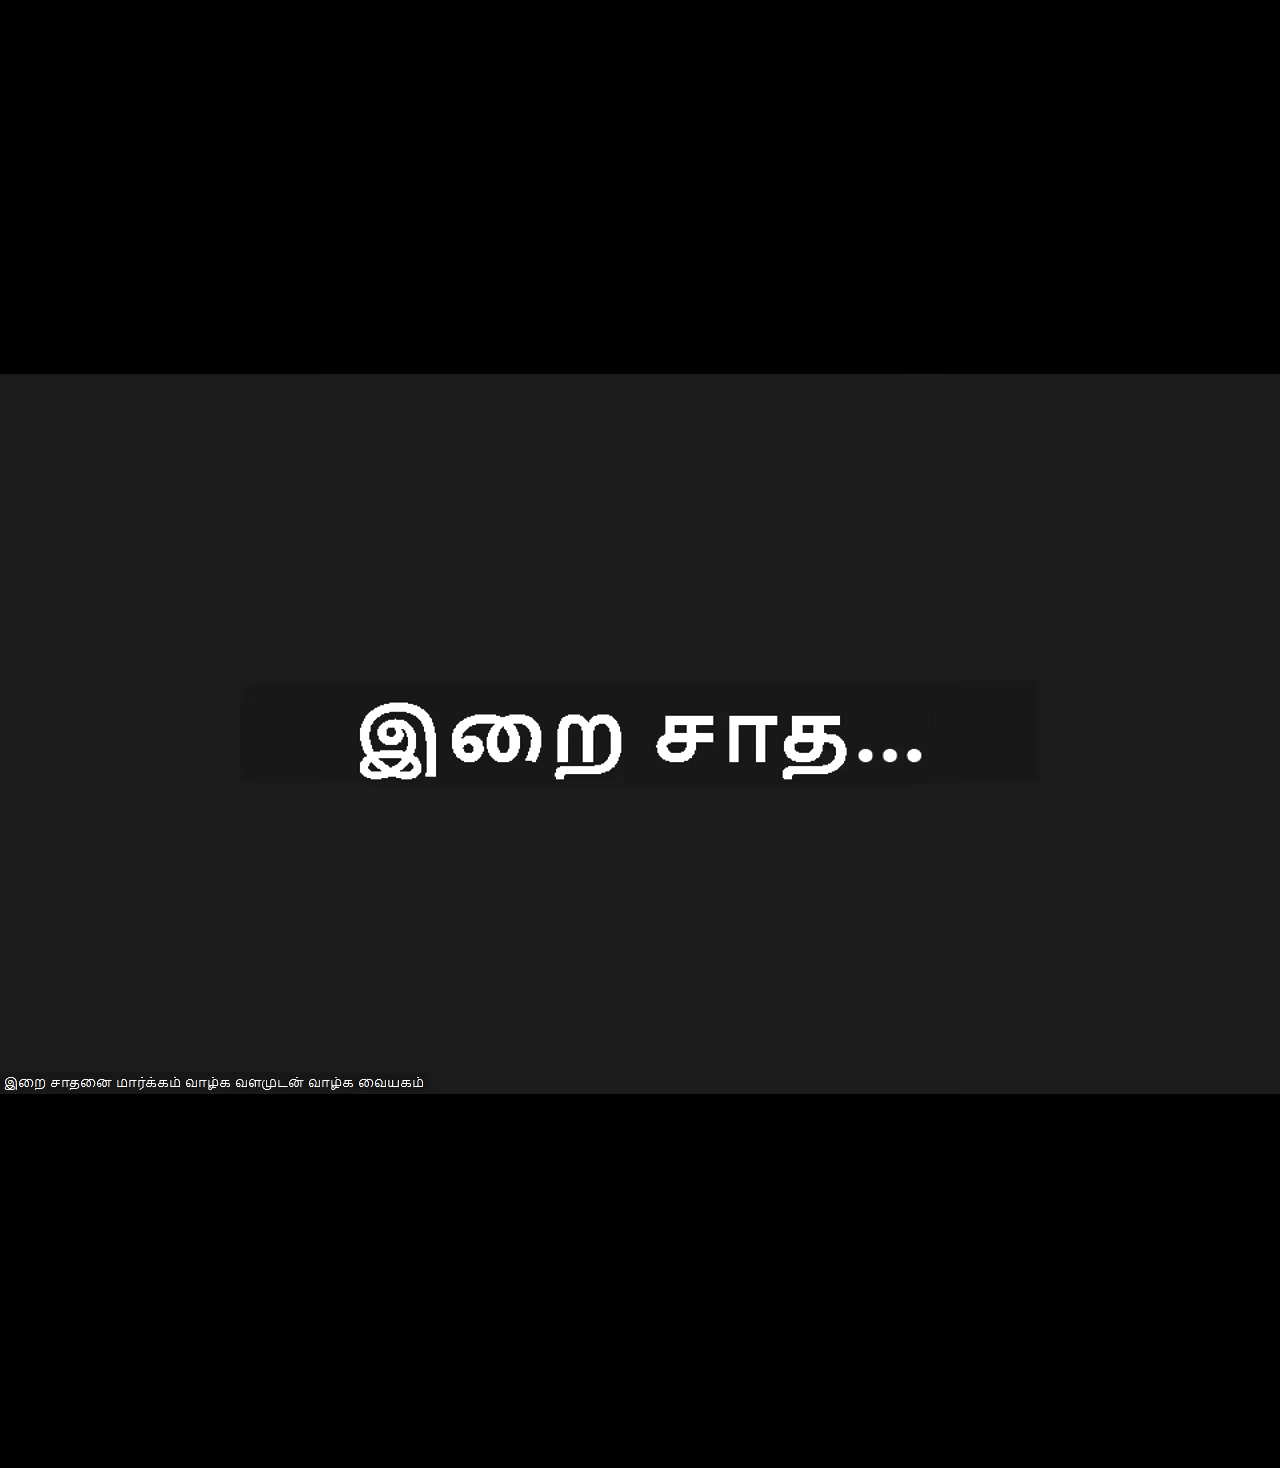 இறை சாத...
இறை சாதனை மார்க்கம் வாழ்க வளமுடன் வாழ்க வையகம்